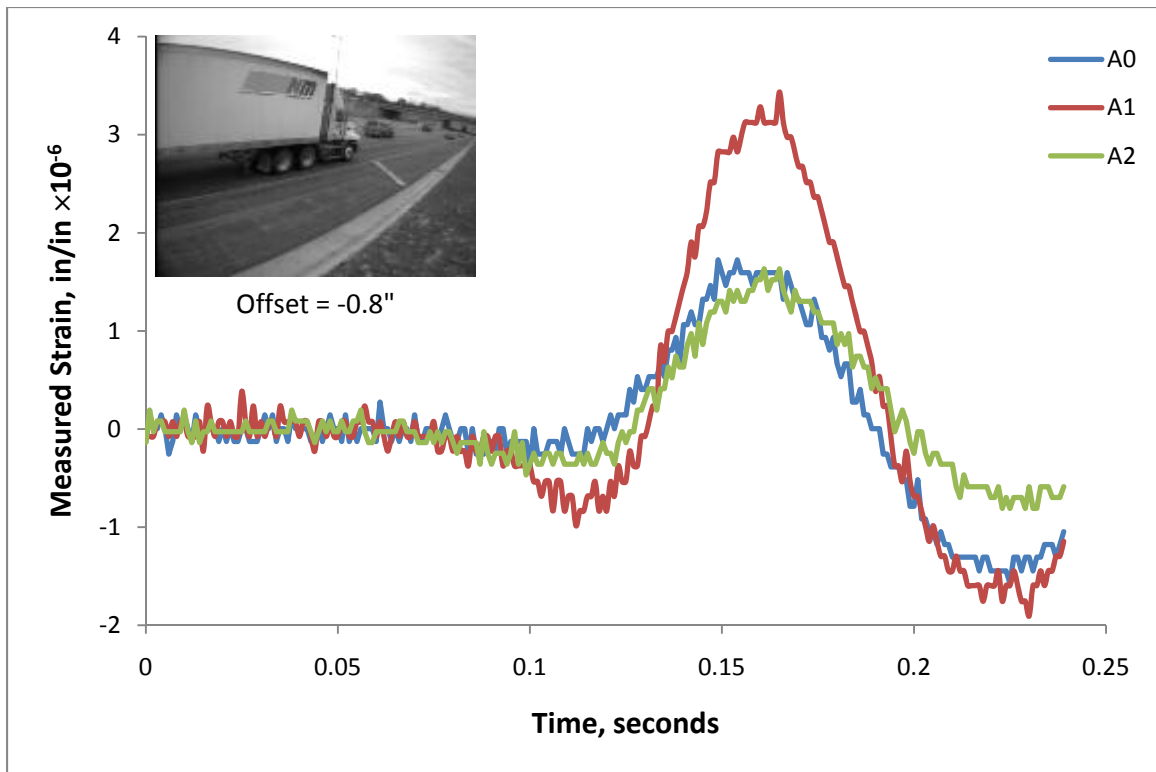 4
3
2
1
0
-1
-2
Measured Strain, in/in ×10⁻⁶
Offset = -0.8"
A0
A1
A2
0
0.05
0.1
0.15
0.2
0.25
Time, seconds